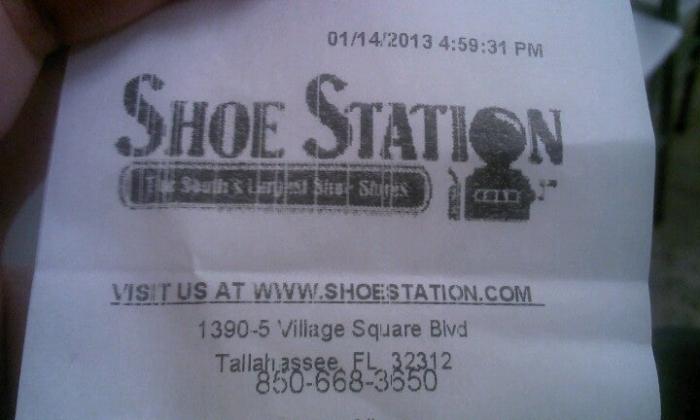 01/14/2013 4:59:31 PM
SHOE STATION
The South's Largest Shoe Stores
VISIT US AT WWW.SHOESTATION.COM
1390-5 Village Square Blvd
Tallahassee, FL 32312
850-668-3650